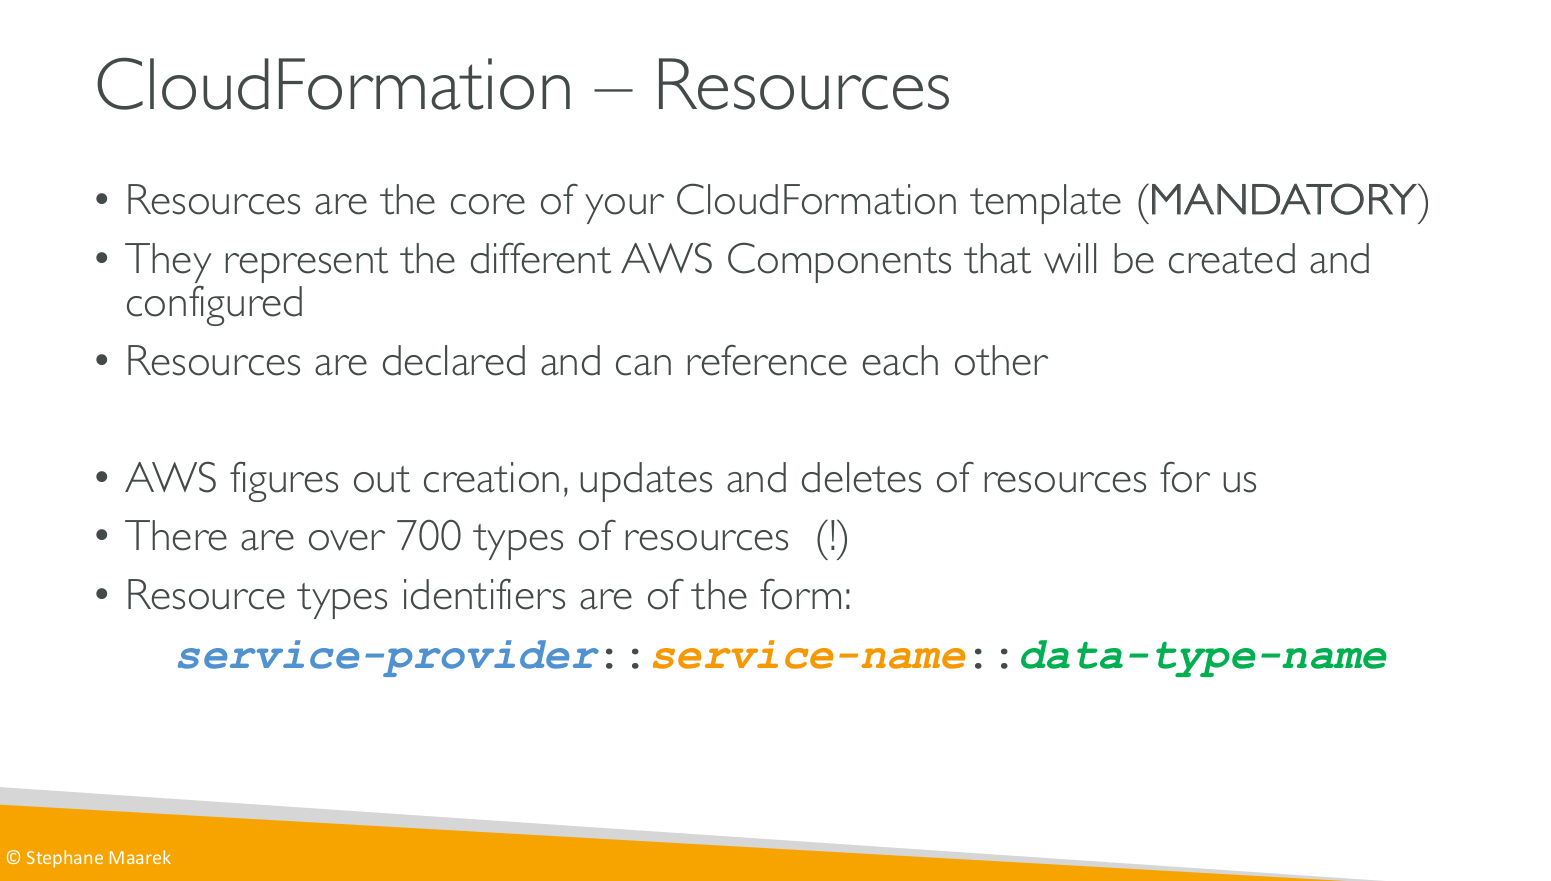 CloudFormation – Resources
• Resources are the core of your CloudFormation template (MANDATORY)
• They represent the different AWS Components that will be created and
configured
• Resources are declared and can reference each other
• AWS figures out creation, updates and deletes of resources for us
• There are over 700 types of resources (!)
• Resource types identifiers are of the form:
service-provider::service-name::data-type-name
© Stephane Maarek